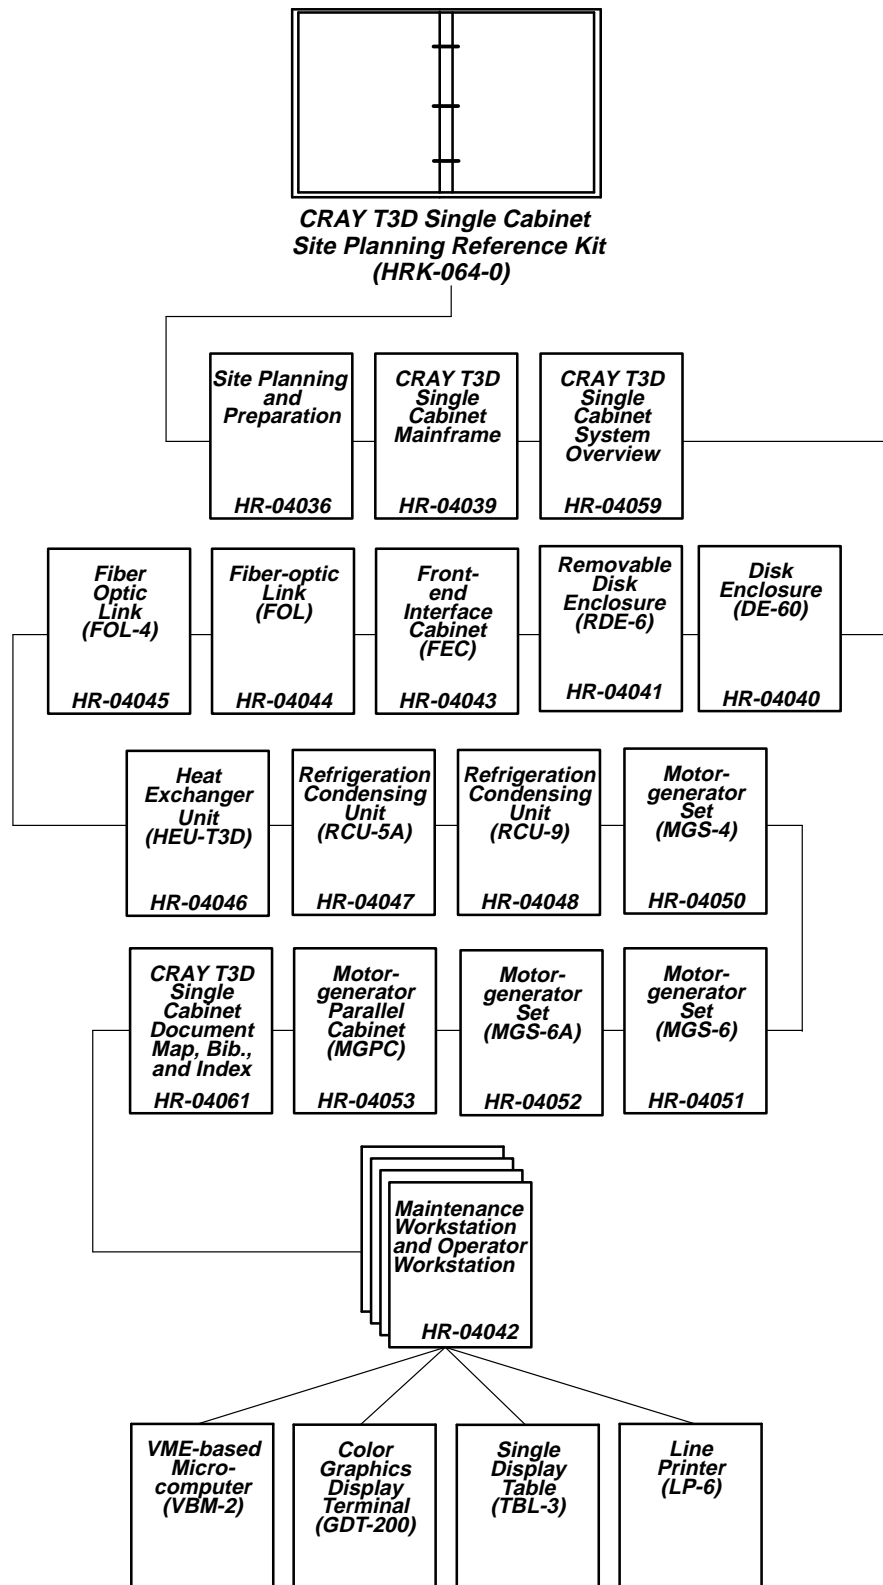 CRAY T3D Single Cabinet
Site Planning Reference Kit
(HRK-064-0)
Site Planning
and
Preparation
HR-04036
CRAY T3D
Single
Cabinet
Mainframe
HR-04039
CRAY T3D
Single
Cabinet
System
Overview
HR-04059
Fiber
Optic
Link
(FOL-4)
HR-04045
Fiber-optic
Link
(FOL)
HR-04044
Front-
end
Interface
Cabinet
(FEC)
HR-04043
Removable
Disk
Enclosure
(RDE-6)
HR-04041
Disk
Enclosure
(DE-60)
HR-04040
Heat
Exchanger
Unit
(HEU-T3D)
HR-04046
Refrigeration
Condensing
Unit
(RCU-5A)
HR-04047
Refrigeration
Condensing
Unit
(RCU-9)
HR-04048
Motor-
generator
Set
(MGS-4)
HR-04050
CRAY T3D
Single
Cabinet
Document
Map, Bib.,
and Index
HR-04061
Motor-
generator
Parallel
Cabinet
(MGPC)
HR-04053
Motor-
generator
Set
(MGS-6A)
HR-04052
Motor-
generator
Set
(MGS-6)
HR-04051
Maintenance
Workstation
and Operator
Workstation
HR-04042
VME-based
Micro-
computer
(VBM-2)
Color
Graphics
Display
Terminal
(GDT-200)
Single
Display
Table
(TBL-3)
Line
Printer
(LP-6)